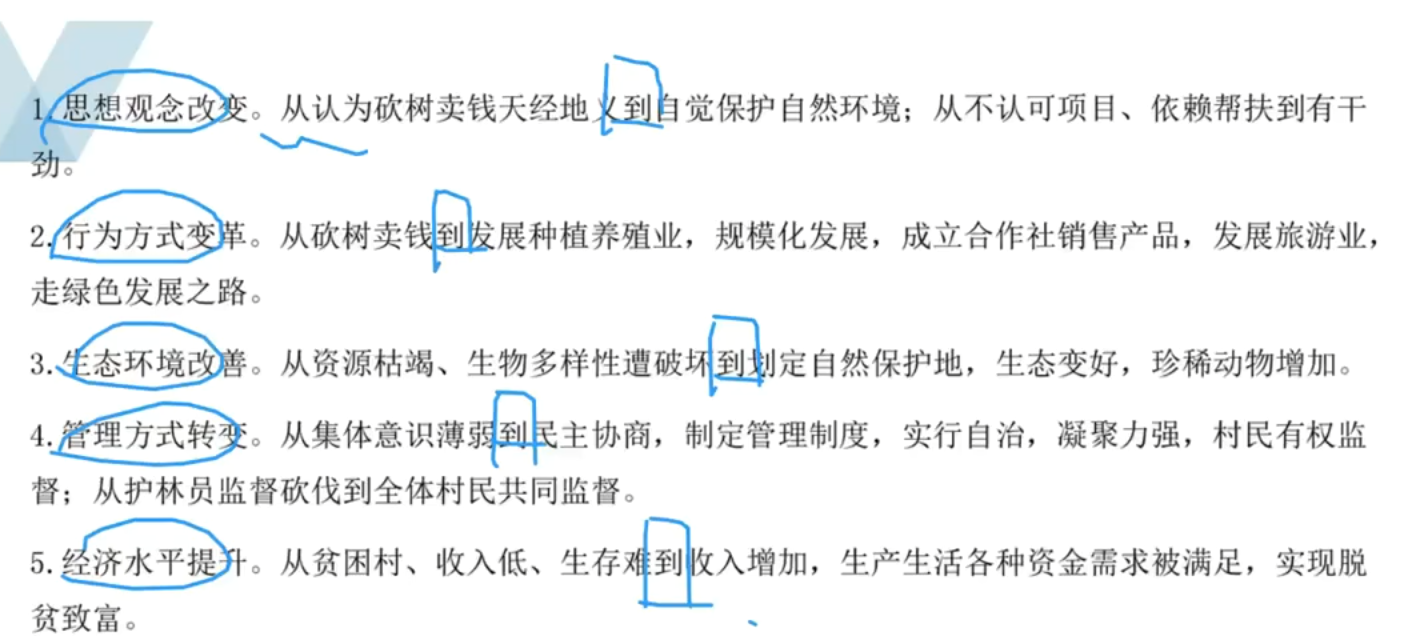 1.思想观念改变。从认为砍树卖钱天经地义到自觉保护自然环境；从不认可项目、依赖帮扶到有干
劲。
2.行为方式变革。从砍树卖钱到发展种植养殖业，规模化发展，成立合作社销售产品，发展旅游业，
走绿色发展之路。
3.生态环境改善。从资源枯竭、生物多样性遭破坏到划定自然保护地，生态变好，珍稀动物增加。
4.管理方式转变。从集体意识薄弱到民主协商，制定管理制度，实行自治，凝聚力强，村民有权监
督；从护林员监督砍伐到全体村民共同监督。
5.经济水平提升。从贫困村、收入低、生存难到收入增加，生产生活各种资金需求被满足，实现脱
贫致富。